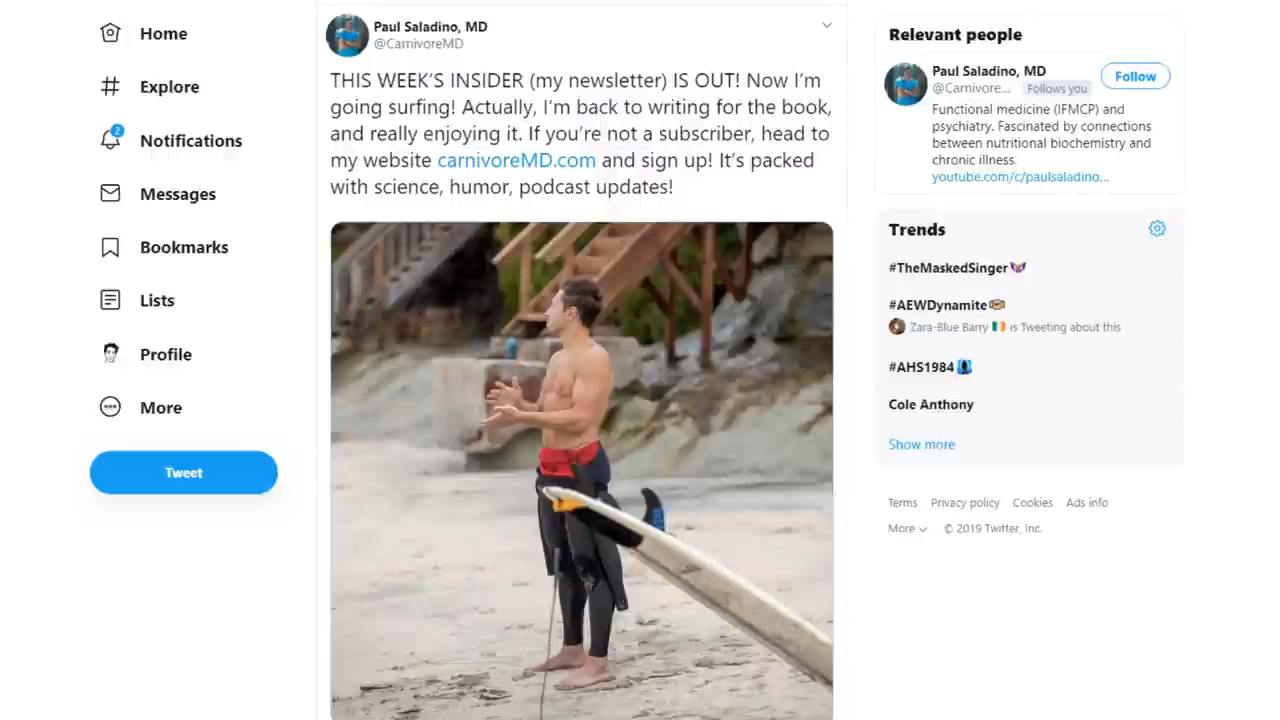 Home
Explore
2
Notifications
Messages
Bookmarks
Lists
Profile
More
Tweet
Paul Saladino, MD
@CarnivoreMD
THIS WEEK'S INSIDER (my newsletter) IS OUT! Now I'm
going surfing! Actually, I'm back to writing for the book,
and really enjoying it. If you're not a subscriber, head to
my website carnivoreMD.com and sign up! It's packed
with science, humor, podcast updates!
Relevant people
Paul Saladino, MD
@Carnivore... Follows you
Follow
Functional medicine (IFMCP) and
psychiatry. Fascinated by connections
between nutritional biochemistry and
chronic illness.
youtube.com/c/paulsaladino...
Trends
#TheMaskedSinger
#AEWDynamite
Zara-Blue Barry is Tweeting about this
#AHS1984
Cole Anthony
Show more
Terms Privacy policy Cookies Ads info
More © 2019 Twitter, Inc.